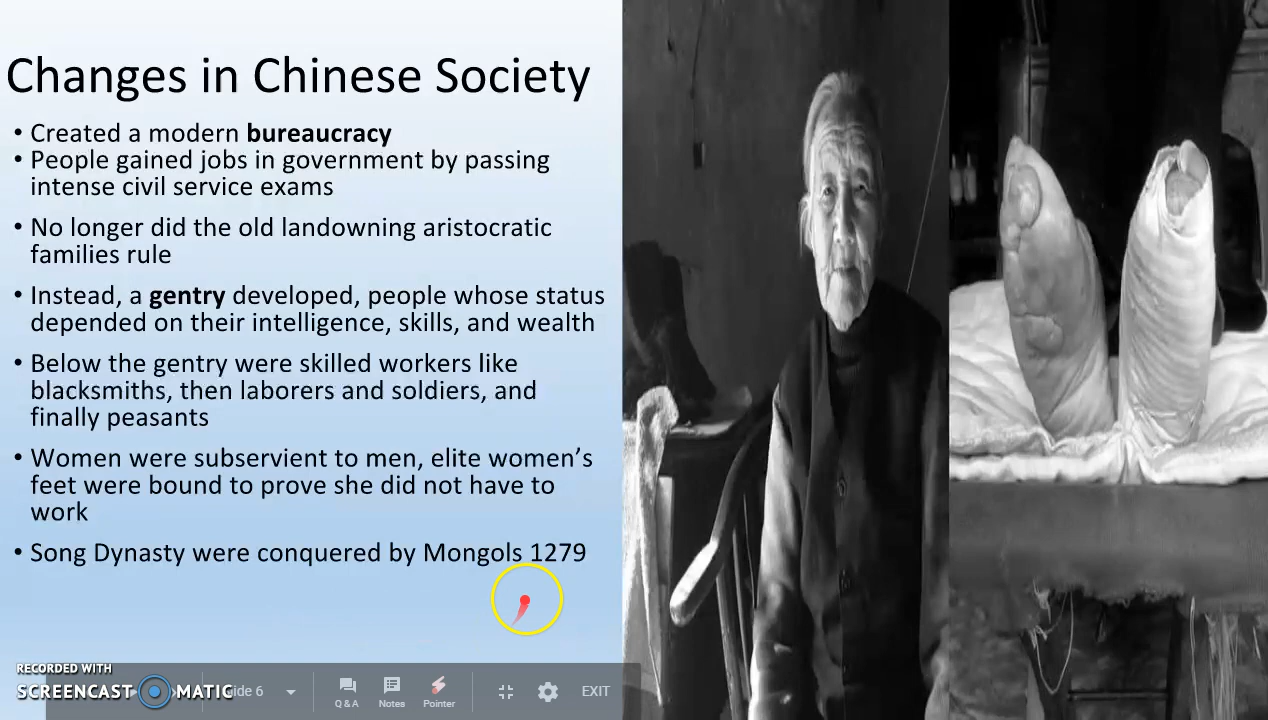 Changes in Chinese Society
• Created a modern bureaucracy
• People gained jobs in government by passing
intense civil service exams
• No longer did the old landowning aristocratic
families rule
• Instead, a gentry developed, people whose status
depended on their intelligence, skills, and wealth
• Below the gentry were skilled workers like
blacksmiths, then laborers and soldiers, and
finally peasants
• Women were subservient to men, elite women’s
feet were bound to prove she did not have to
work
• Song Dynasty were conquered by Mongols 1279
RECORDED WITH
SCREENCAST MATIC
ide 6
Q & A
Notes
Pointer
EXIT